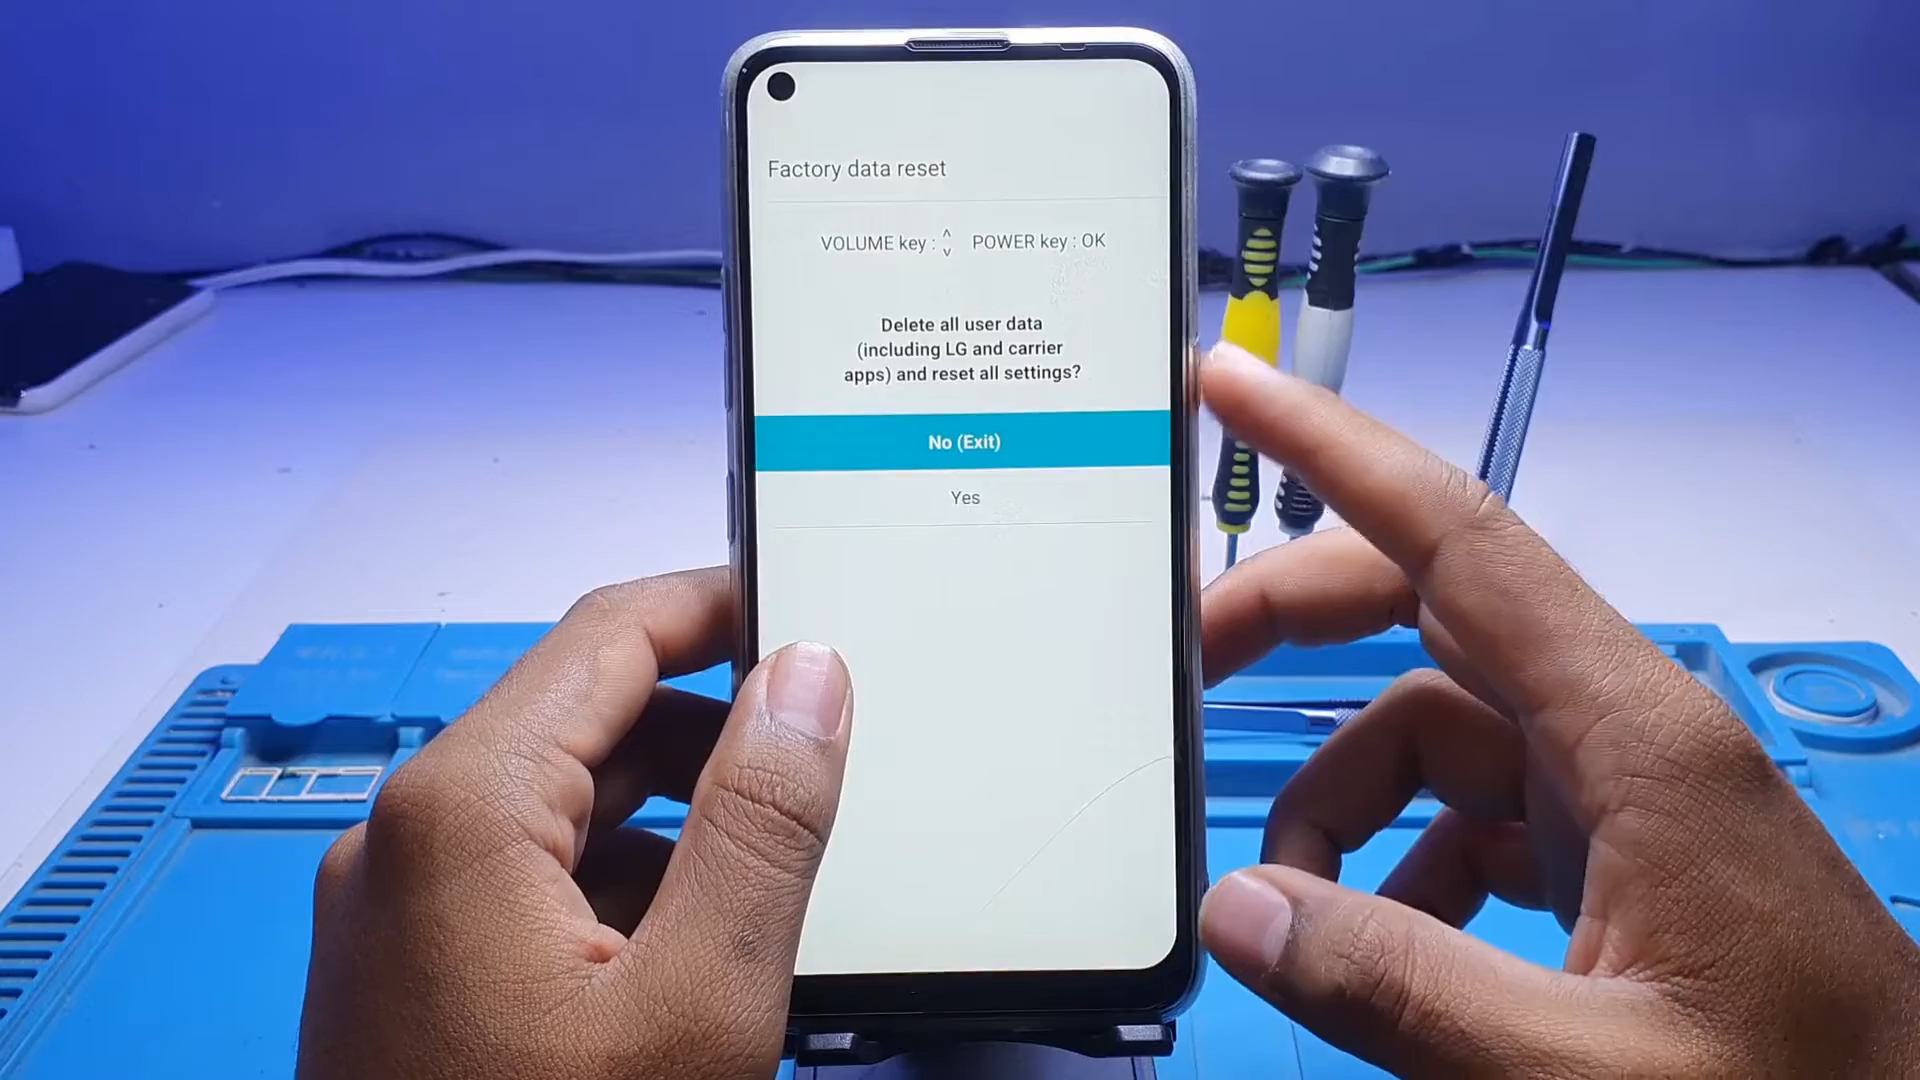 Factory data reset
VOLUME key : ^ v POWER key : OK
Delete all user data
(including LG and carrier
apps) and reset all settings?
No (Exit)
Yes